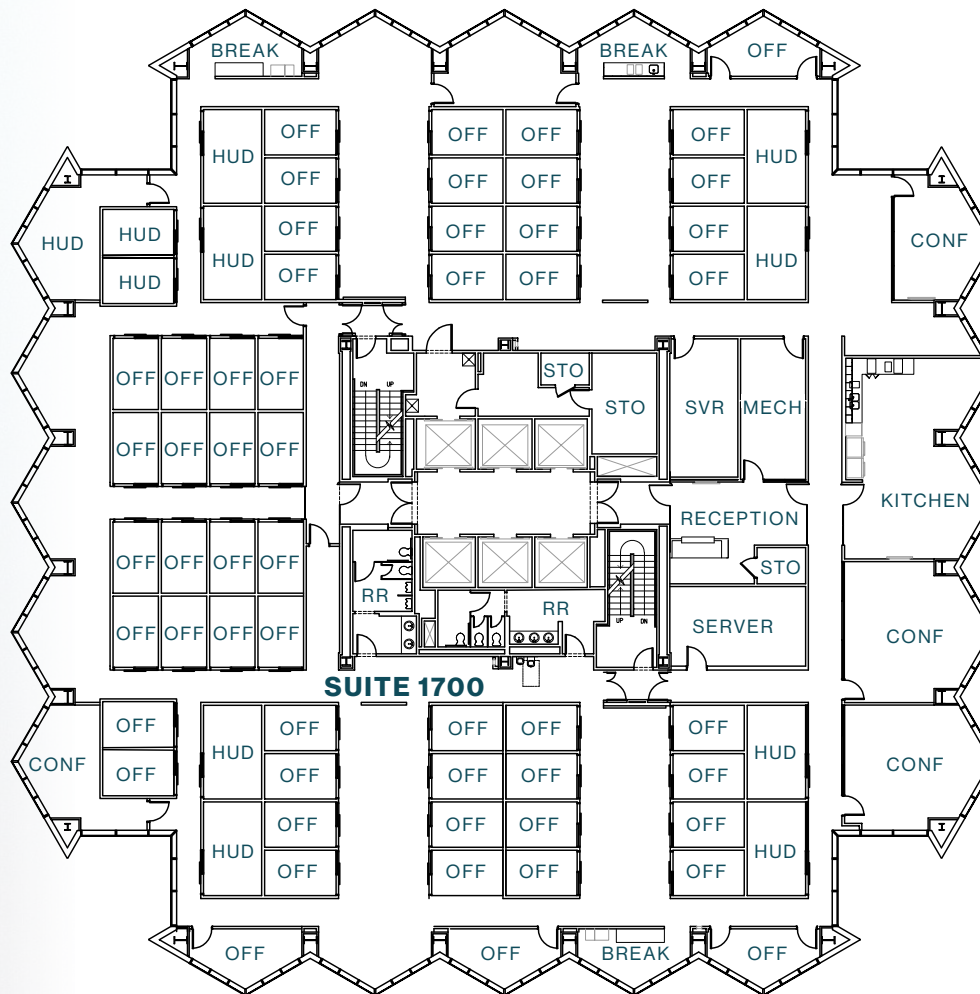 BREAK BREAK OFF
OFF OFF OFF OFF
HUD HUD
OFF OFF OFF OFF
HUD HUD CONF
OFF OFF OFF OFF
HUD HUD HUD
OFF OFF OFF OFF
HUD
STO
OFF OFF OFF OFF
DN UP
STO SVR MECH
OFF OFF OFF OFF
KITCHEN
RECEPTION
OFF OFF OFF OFF
STO
RR RR
UP DN
OFF OFF OFF OFF
SERVER CONF
SUITE 1700
OFF OFF OFF OFF OFF
HUD HUD
CONF CONF
OFF OFF OFF OFF OFF
OFF OFF OFF OFF
HUD HUD
OFF OFF OFF OFF
OFF OFF BREAK OFF